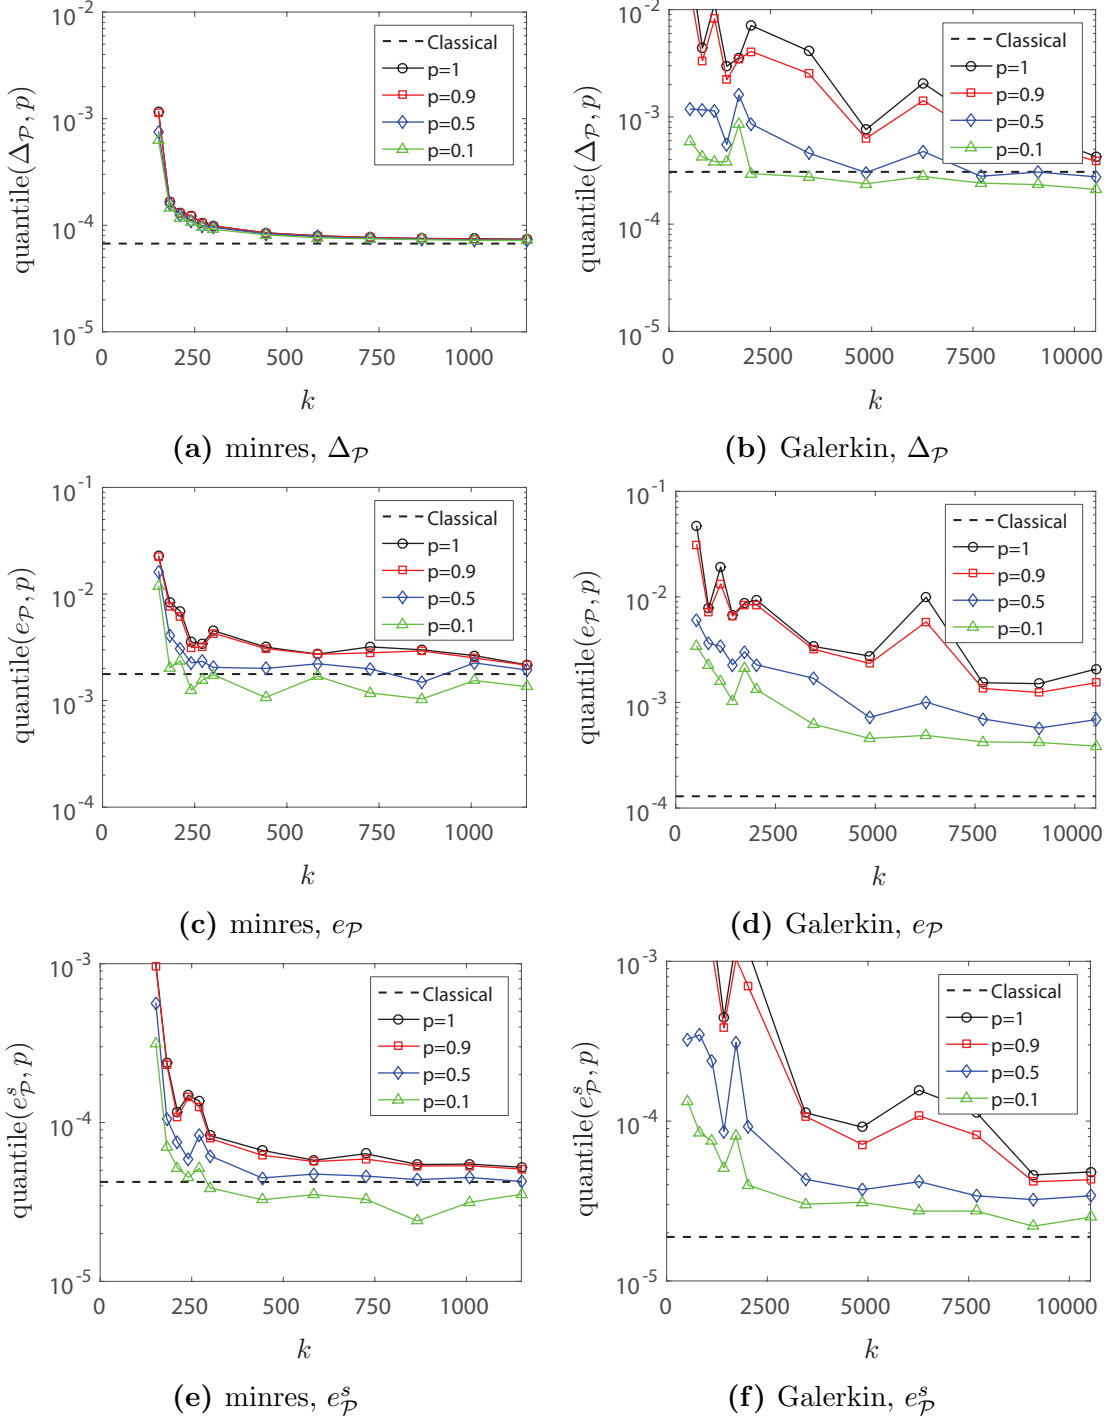 10^-2
10^-3
10^-4
10^-5
quantile(Δ_P, p)
Classical
p=1
p=0.9
p=0.5
p=0.1
0 250 500 750 1000
k
(a) minres, Δ_P
10^-2
10^-3
10^-4
10^-5
quantile(Δ_P, p)
Classical
p=1
p=0.9
p=0.5
p=0.1
0 2500 5000 7500 10000
k
(b) Galerkin, Δ_P
10^-1
10^-2
10^-3
10^-4
quantile(e_P, p)
Classical
p=1
p=0.9
p=0.5
p=0.1
0 250 500 750 1000
k
(c) minres, e_P
10^-1
10^-2
10^-3
10^-4
quantile(e_P, p)
Classical
p=1
p=0.9
p=0.5
p=0.1
0 2500 5000 7500 10000
k
(d) Galerkin, e_P
10^-3
10^-4
10^-5
quantile(e_P^s, p)
Classical
p=1
p=0.9
p=0.5
p=0.1
0 250 500 750 1000
k
(e) minres, e_P^s
10^-3
10^-4
10^-5
quantile(e_P^s, p)
Classical
p=1
p=0.9
p=0.5
p=0.1
0 2500 5000 7500 10000
k
(f) Galerkin, e_P^s